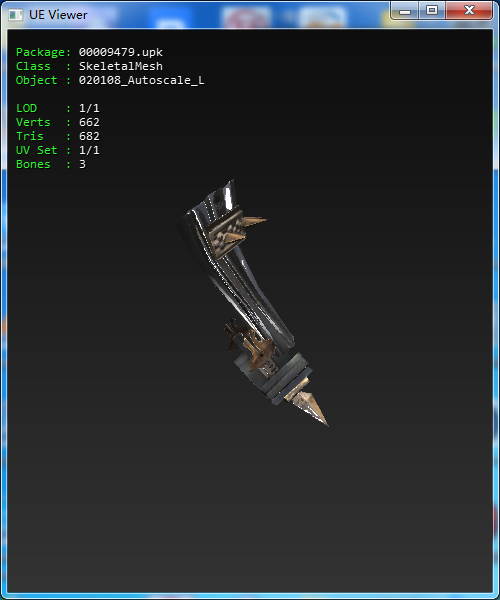 UE Viewer
Package: 00009479.upk
Class : SkeletalMesh
Object : 020108_Autoscale_L
LOD : 1/1
Verts : 662
Tris : 682
UV Set : 1/1
Bones : 3